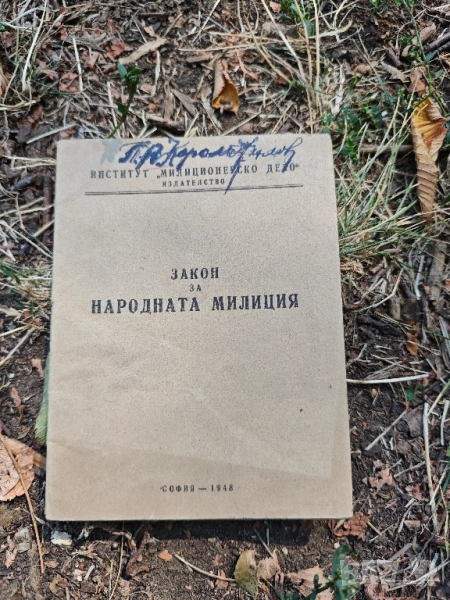 ИНСТИТУТ „МИЛИЦИОНЕРСКО ДЕЛО"
ИЗДАТЕЛСТВО
ЗАКОН
ЗА
НАРОДНАТА МИЛИЦИЯ
СОФИЯ — 1948